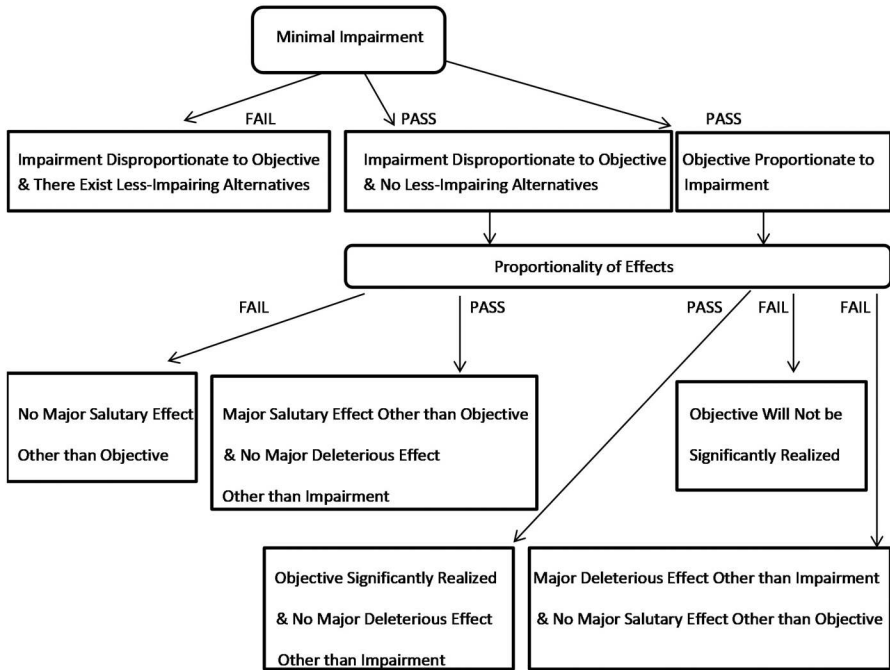 Minimal Impairment
FAIL
PASS
PASS
Impairment Disproportionate to Objective
& There Exist Less-Impairing Alternatives
Impairment Disproportionate to Objective
& No Less-Impairing Alternatives
Objective Proportionate to
Impairment
Proportionality of Effects
FAIL
PASS
PASS
FAIL
FAIL
No Major Salutary Effect
Other than Objective
Major Salutary Effect Other than Objective
& No Major Deleterious Effect
Other than Impairment
Objective Will Not be
Significantly Realized
Objective Significantly Realized
& No Major Deleterious Effect
Other than Impairment
Major Deleterious Effect Other than Impairment
& No Major Salutary Effect Other than Objective